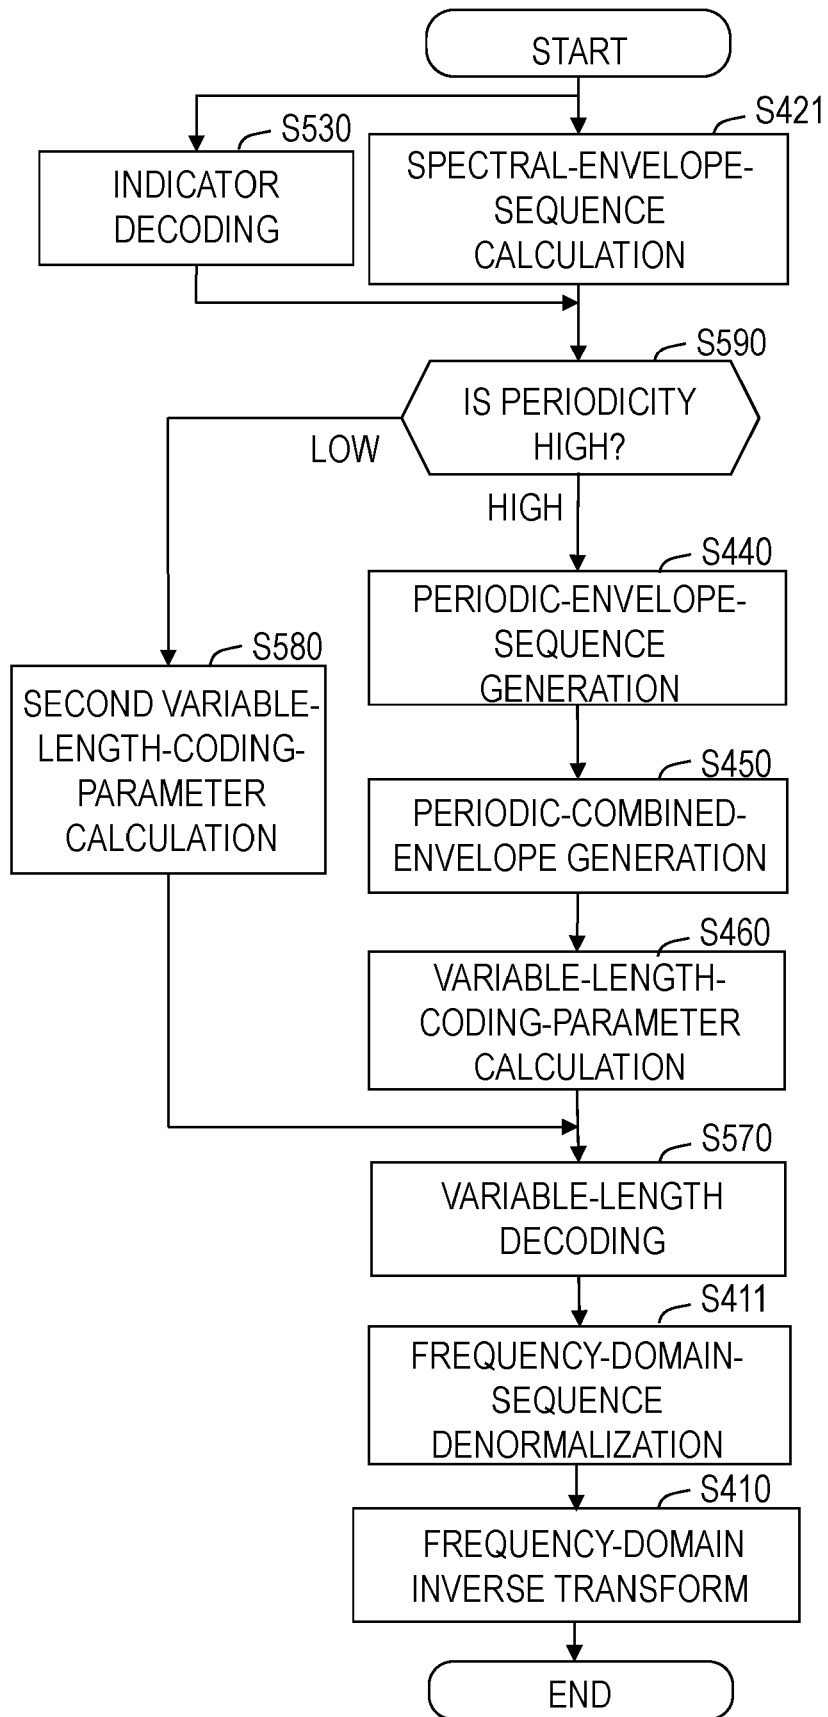 START
S530
S421
INDICATOR
DECODING
SPECTRAL-ENVELOPE-
SEQUENCE
CALCULATION
S590
IS PERIODICITY
HIGH?
LOW
HIGH
S440
PERIODIC-ENVELOPE-
SEQUENCE
GENERATION
S580
SECOND VARIABLE-
LENGTH-CODING-
PARAMETER
CALCULATION
S450
PERIODIC-COMBINED-
ENVELOPE GENERATION
S460
VARIABLE-LENGTH-
CODING-PARAMETER
CALCULATION
S570
VARIABLE-LENGTH
DECODING
S411
FREQUENCY-DOMAIN-
SEQUENCE
DENORMALIZATION
S410
FREQUENCY-DOMAIN
INVERSE TRANSFORM
END